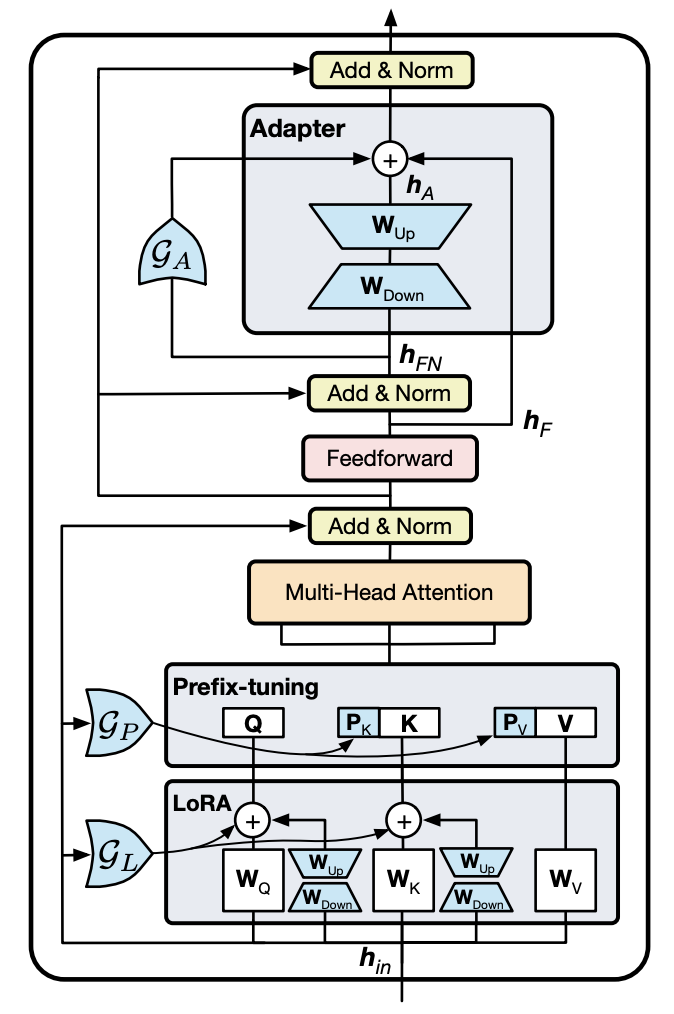 Add & Norm
Adapter
+
h_A
W_Up
G_A
W_Down
h_FN
Add & Norm
h_F
Feedforward
Add & Norm
Multi-Head Attention
Prefix-tuning
G_P
Q
P_K K
P_V V
LoRA
+ +
G_L
W_Q
W_Up
W_Down
W_K
W_Up
W_Down
W_V
h_in